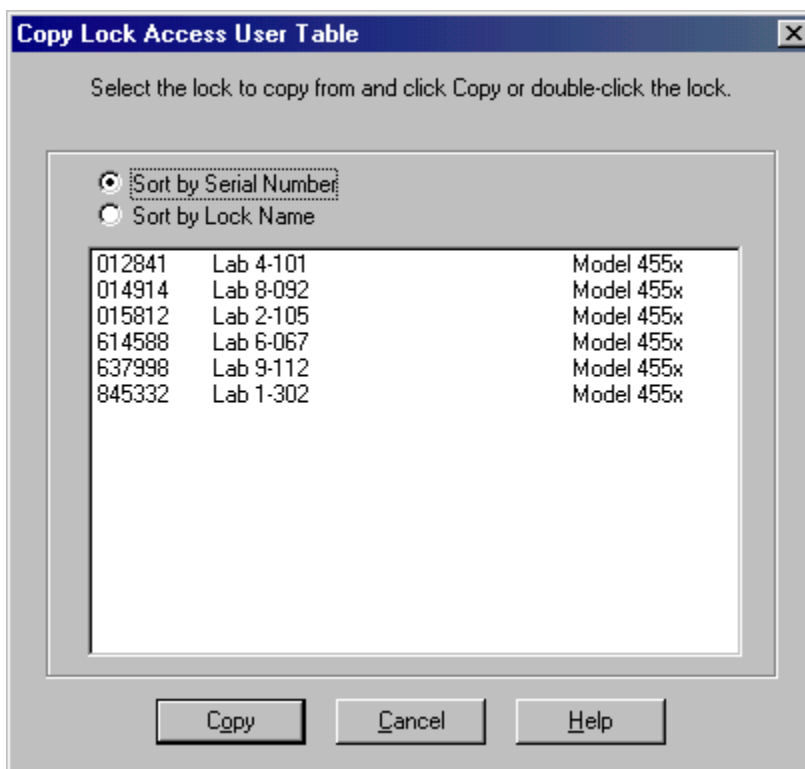 Copy Lock Access User Table
Select the lock to copy from and click Copy or double-click the lock.
Sort by Serial Number
Sort by Lock Name
012841 Lab 4-101 Model 455x
014914 Lab 8-092 Model 455x
015812 Lab 2-105 Model 455x
614588 Lab 6-067 Model 455x
637998 Lab 9-112 Model 455x
845332 Lab 1-302 Model 455x
Copy Cancel Help